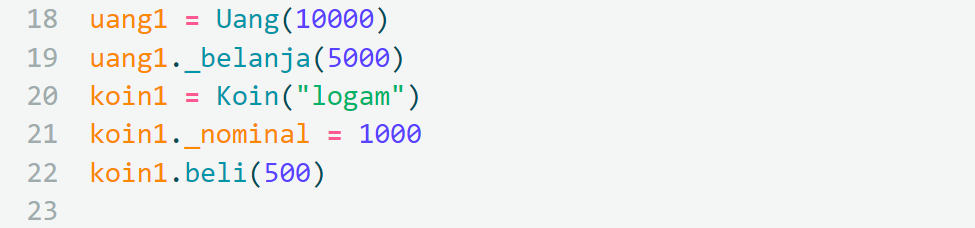 18 uang1 = Uang(10000)
19 uang1._belanja(5000)
20 koin1 = Koin("logam")
21 koin1._nominal = 1000
22 koin1.beli(500)
23